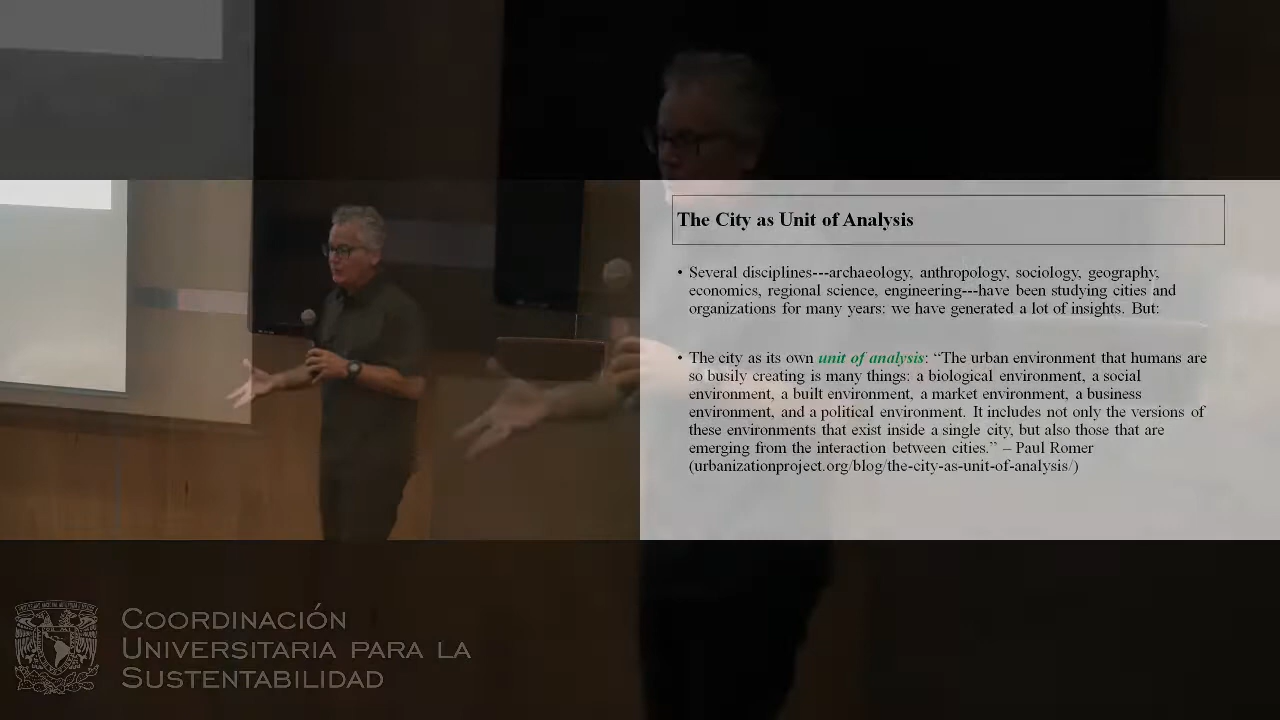 The City as Unit of Analysis
• Several disciplines---archaeology, anthropology, sociology, geography,
economics, regional science, engineering---have been studying cities and
organizations for many years: we have generated a lot of insights. But:
• The city as its own unit of analysis: “The urban environment that humans are
so busily creating is many things: a biological environment, a social
environment, a built environment, a market environment, a business
environment, and a political environment. It includes not only the versions of
these environments that exist inside a single city, but also those that are
emerging from the interaction between cities.” – Paul Romer
(urbanizationproject.org/blog/the-city-as-unit-of-analysis/)
COORDINACIÓN
UNIVERSITARIA PARA LA
SUSTENTABILIDAD